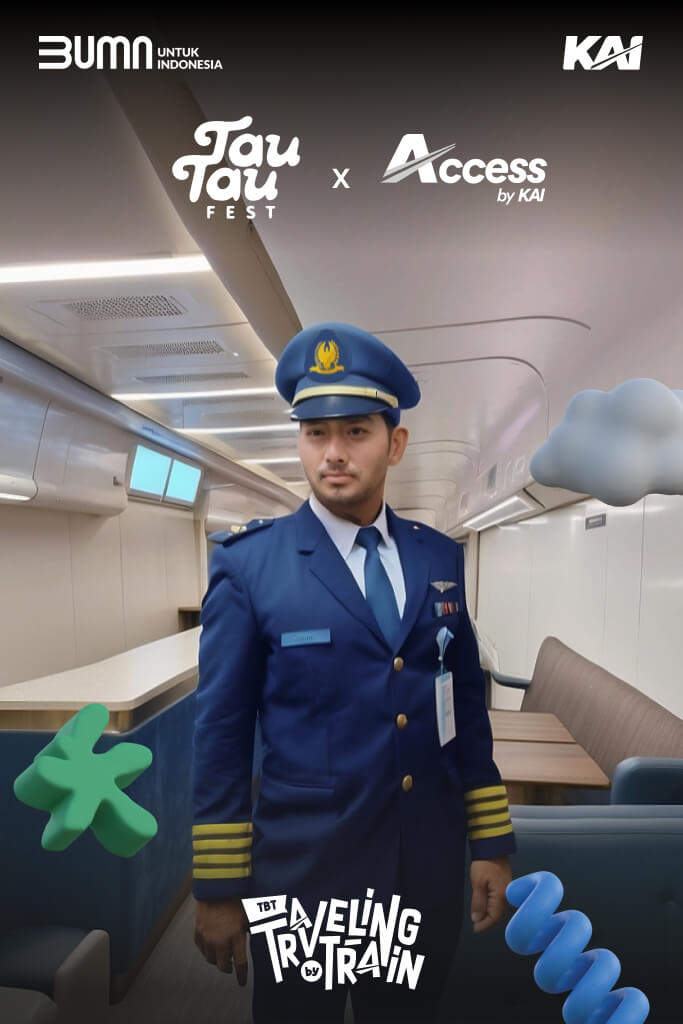 BUMN UNTUK
INDONESIA
KAI
Tau
Tau
FEST
x
Access
by KAI
TBT
TRAVELING
by TRAIN